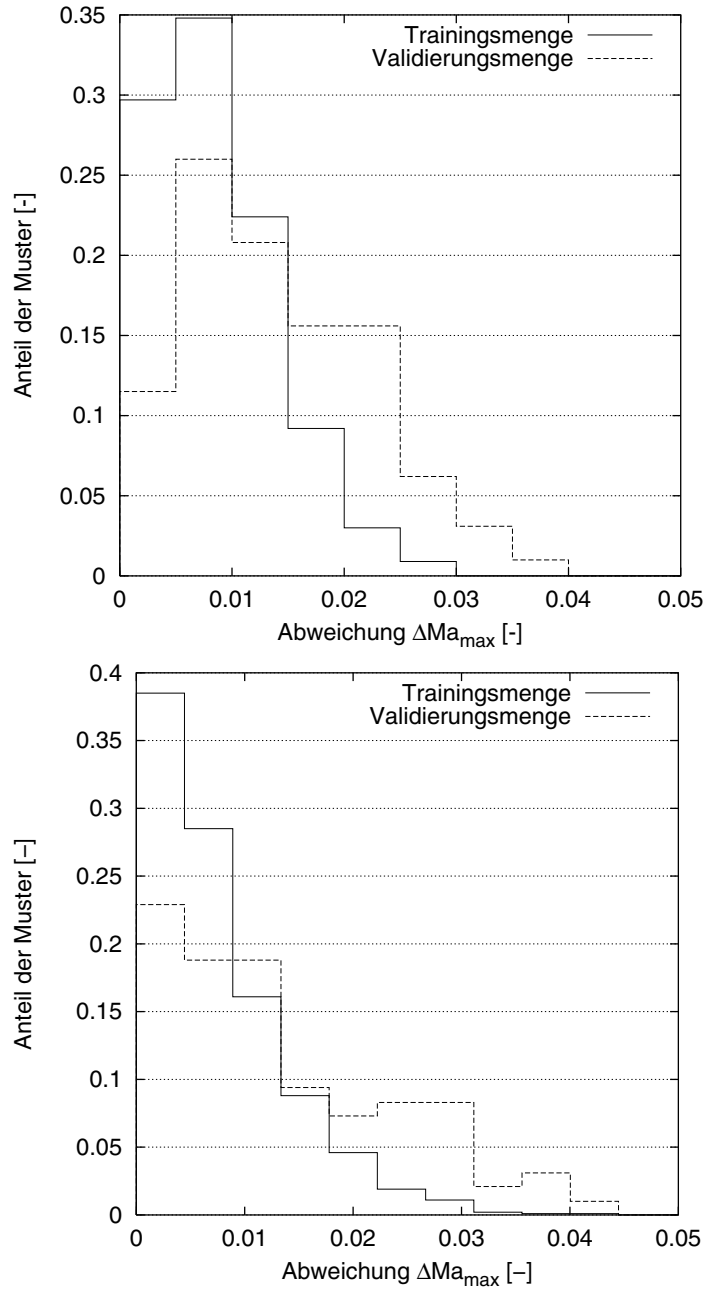 0.35
0.3
0.25
0.2
0.15
0.1
0.05
0
Anteil der Muster [-]
Trainingsmenge
Validierungsmenge
0 0.01 0.02 0.03 0.04 0.05
Abweichung ΔMa_max [-]
0.4
0.35
0.3
0.25
0.2
0.15
0.1
0.05
0
Anteil der Muster [–]
Trainingsmenge
Validierungsmenge
0 0.01 0.02 0.03 0.04 0.05
Abweichung ΔMa_max [–]